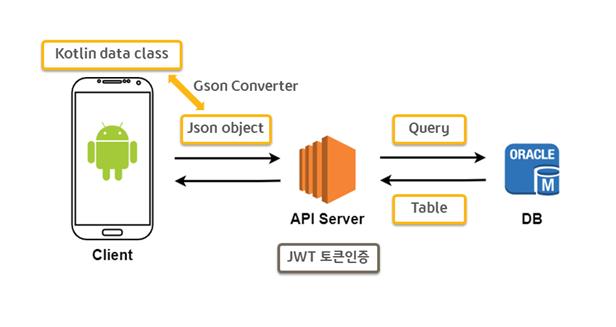 Kotlin data class
Gson Converter
Json object
Query
ORACLE
M
Table
API Server
DB
Client
JWT 토큰인증